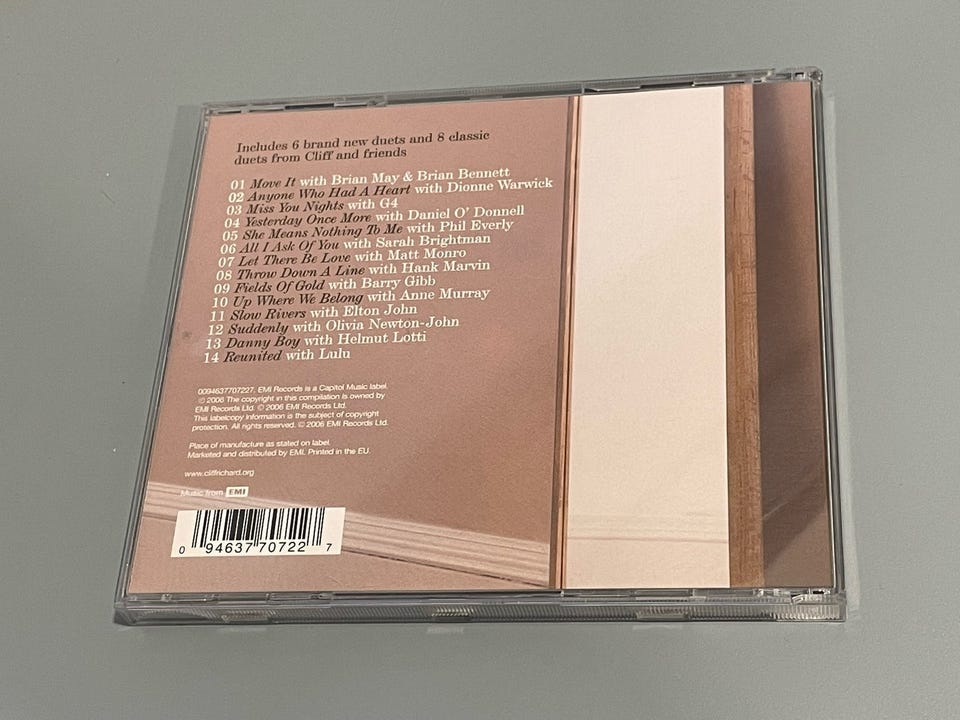 Includes 6 brand new duets and 8 classic
duets from Cliff and friends
01 Move It with Brian May & Brian Bennett
02 Anyone Who Had A Heart with Dionne Warwick
03 Miss You Nights with G4
04 Yesterday Once More with Daniel O' Donnell
05 She Means Nothing To Me with Phil Everly
06 All I Ask Of You with Sarah Brightman
07 Let There Be Love with Matt Monro
08 Throw Down A Line with Hank Marvin
09 Fields Of Gold with Barry Gibb
10 Up Where We Belong with Anne Murray
11 Slow Rivers with Elton John
12 Suddenly with Olivia Newton-John
13 Danny Boy with Helmut Lotti
14 Reunited with Lulu
0094637707227. EMI Records is a Capitol Music label.
℗ 2006 The copyright in this compilation is owned by
EMI Records Ltd. © 2006 EMI Records Ltd.
This labelcopy information is the subject of copyright
protection. All rights reserved. © 2006 EMI Records Ltd.
Place of manufacture as stated on label.
Marketed and distributed by EMI. Printed in the EU.
www.cliffrichard.org
Music from EMI
0 94637 70722 7